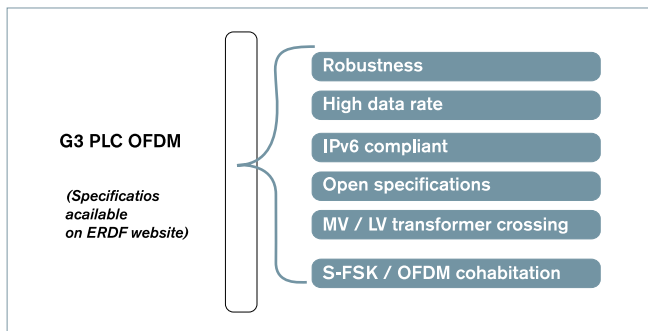 G3 PLC OFDM
(Specificatios
acailable
on ERDF website)
Robustness
High data rate
IPv6 compliant
Open specifications
MV / LV transformer crossing
S-FSK / OFDM cohabitation